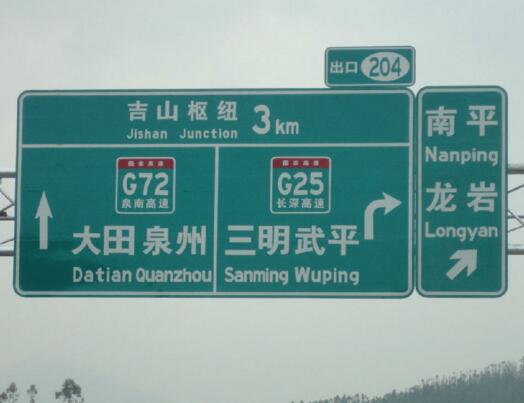 出口 204
吉山枢纽 3km
Jishan Junction
国家高速
G72
泉南高速
大田 泉州
Datian Quanzhou
国家高速
G25
长深高速
三明 武平
Sanming Wuping
南平
Nanping
龙岩
Longyan